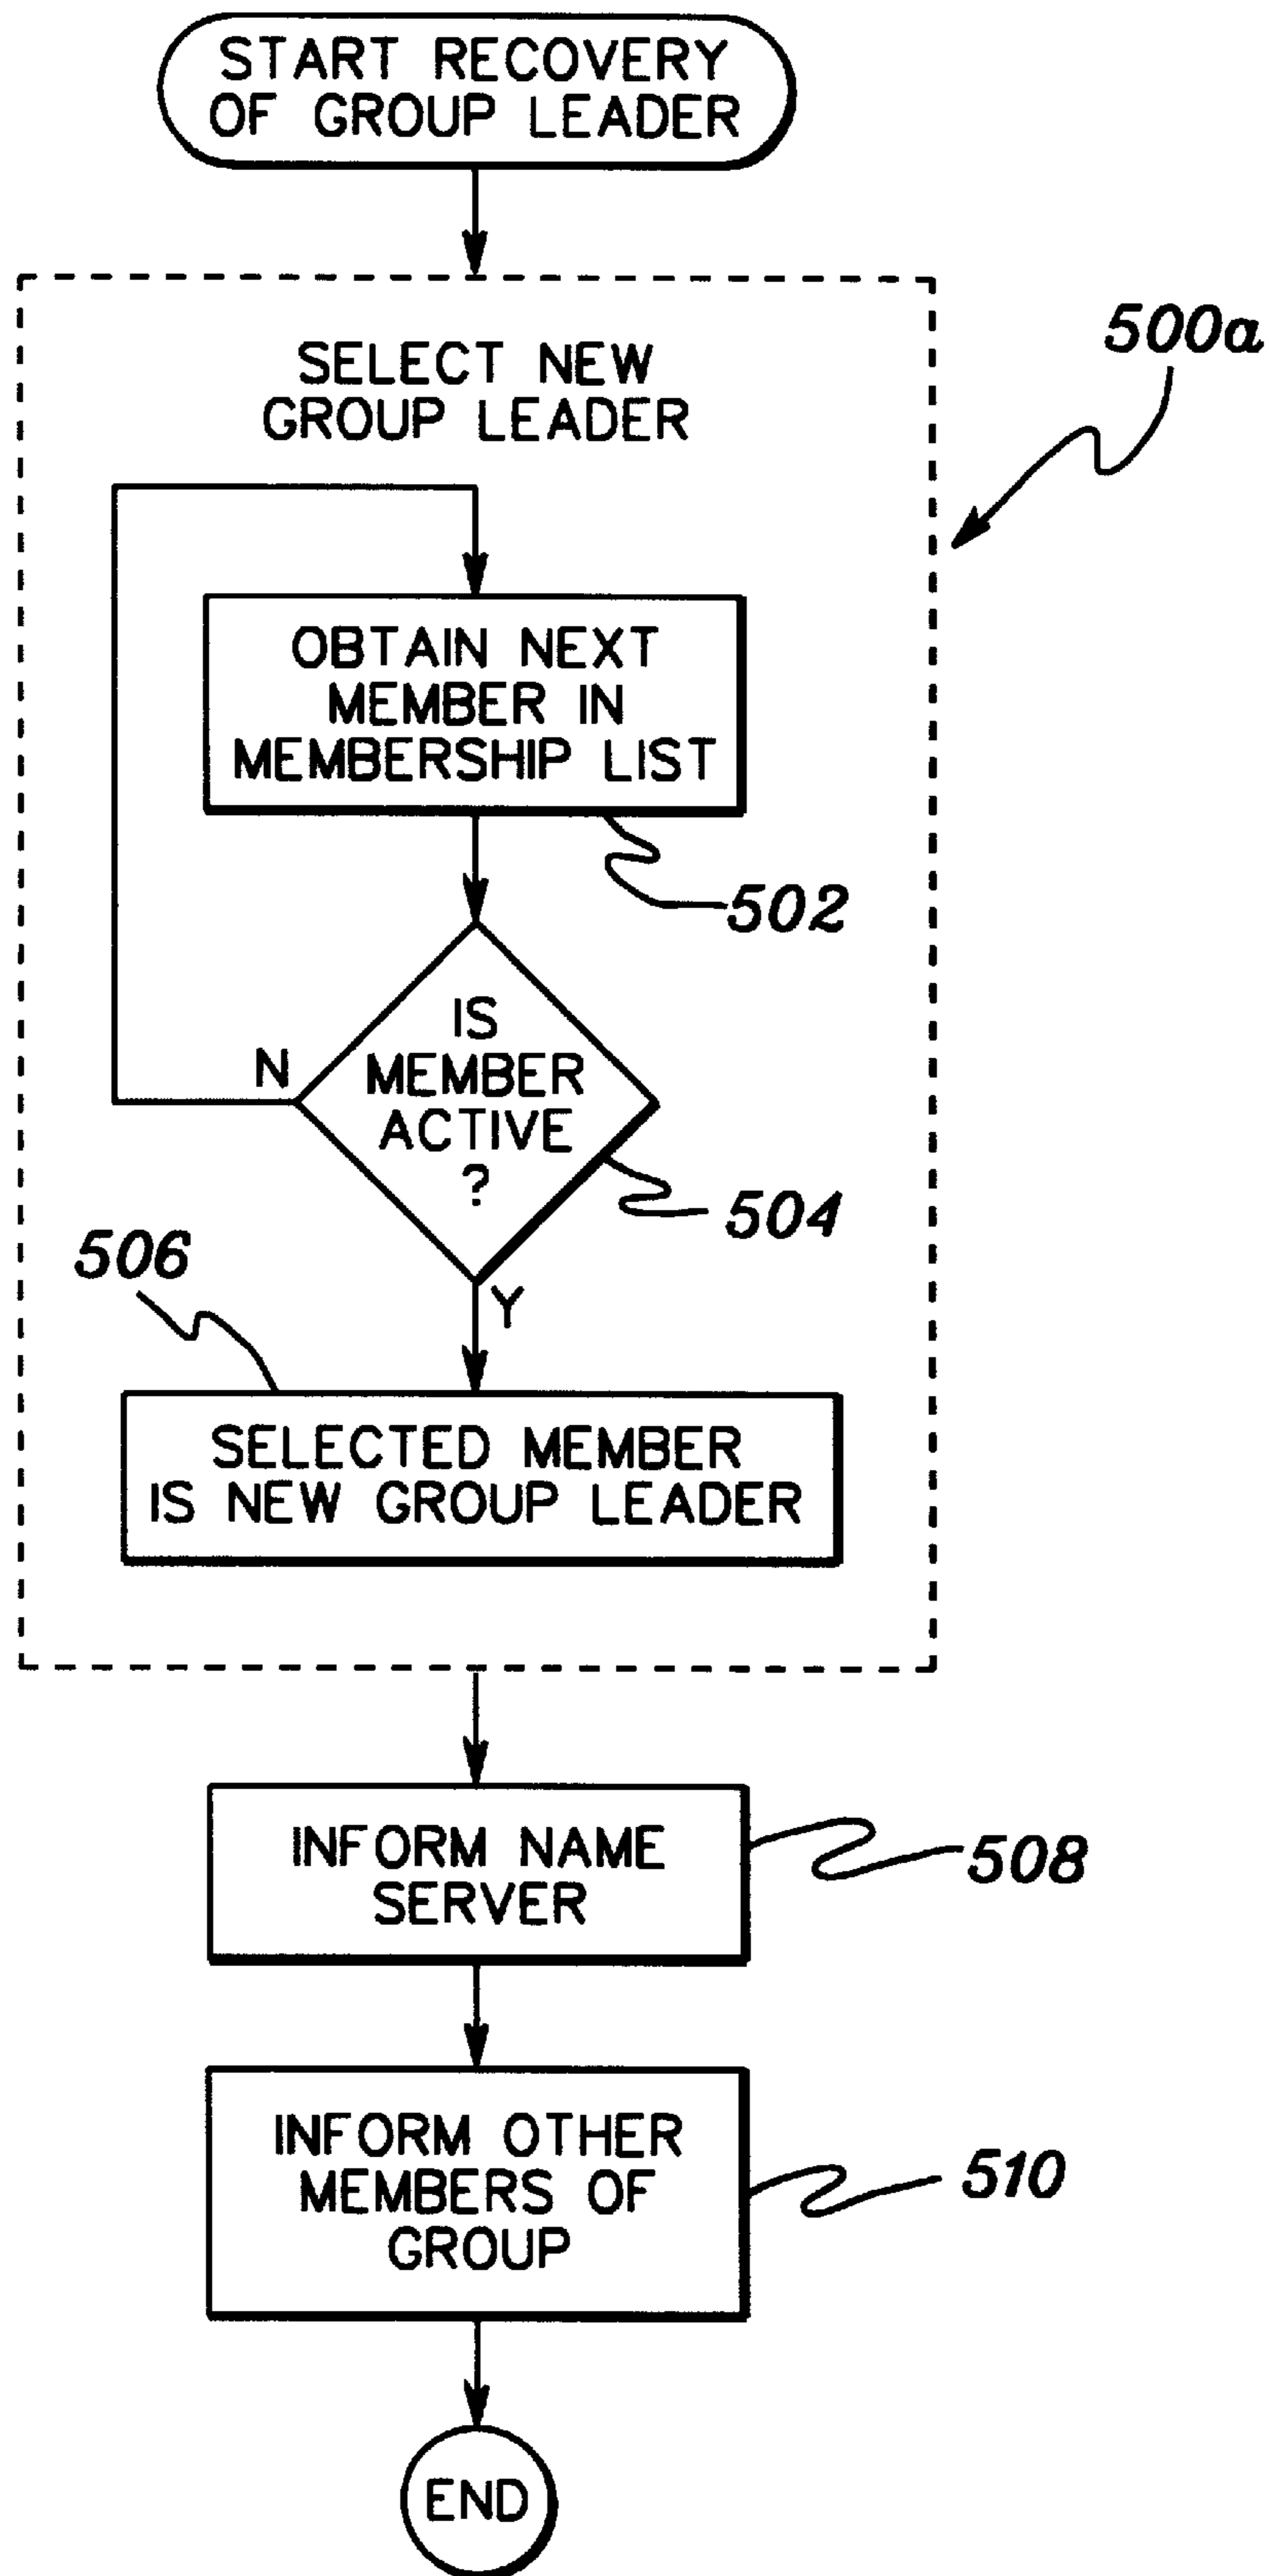 START RECOVERY
OF GROUP LEADER
500a
SELECT NEW
GROUP LEADER
OBTAIN NEXT
MEMBER IN
MEMBERSHIP LIST
502
IS
MEMBER
ACTIVE
?
N
504
506
Y
SELECTED MEMBER
IS NEW GROUP LEADER
INFORM NAME
SERVER
508
INFORM OTHER
MEMBERS OF
GROUP
510
END